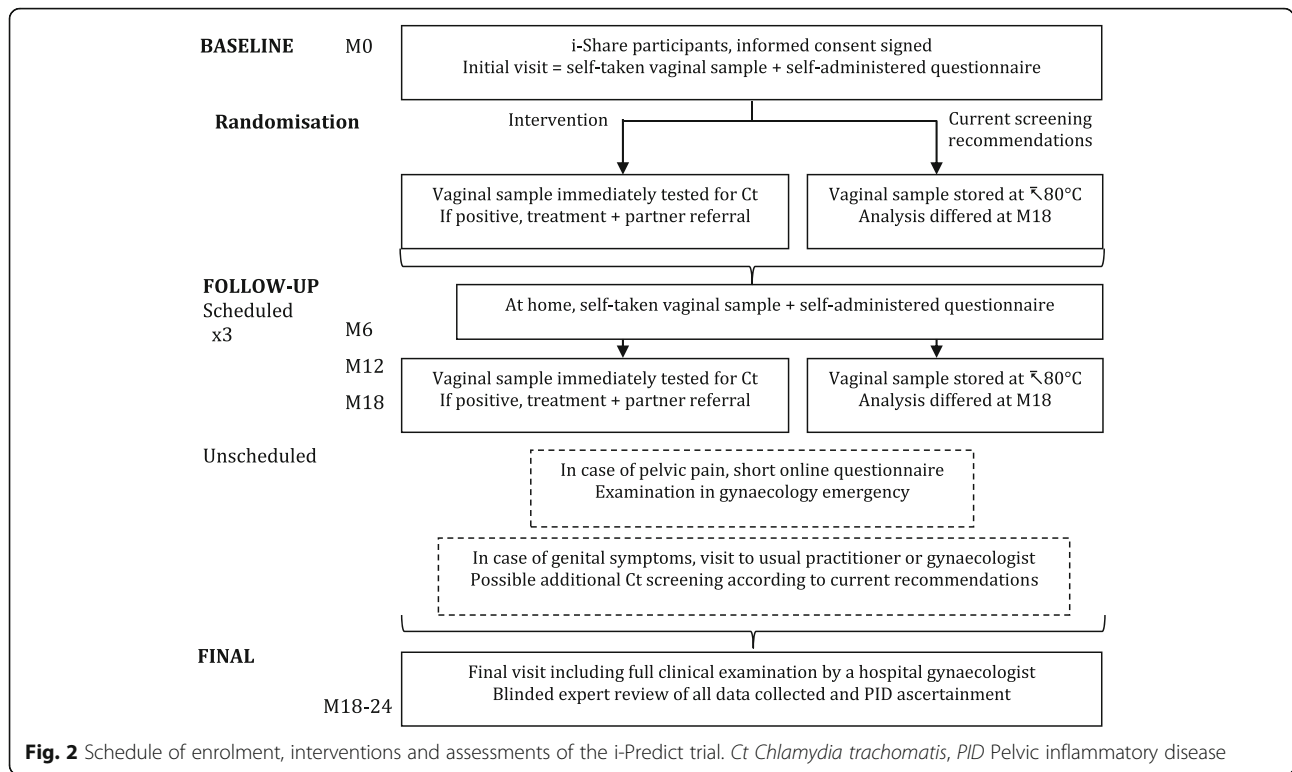 BASELINE M0
i-Share participants, informed consent signed
Initial visit = self-taken vaginal sample + self-administered questionnaire
Randomisation
Intervention
Current screening
recommendations
Vaginal sample immediately tested for Ct
If positive, treatment + partner referral
Vaginal sample stored at ⭶80°C
Analysis differed at M18
FOLLOW-UP
Scheduled
x3
M6
M12
M18
At home, self-taken vaginal sample + self-administered questionnaire
Vaginal sample immediately tested for Ct
If positive, treatment + partner referral
Vaginal sample stored at ⭶80°C
Analysis differed at M18
Unscheduled
In case of pelvic pain, short online questionnaire
Examination in gynaecology emergency
In case of genital symptoms, visit to usual practitioner or gynaecologist
Possible additional Ct screening according to current recommendations
FINAL
M18-24
Final visit including full clinical examination by a hospital gynaecologist
Blinded expert review of all data collected and PID ascertainment
Fig. 2 Schedule of enrolment, interventions and assessments of the i-Predict trial. Ct Chlamydia trachomatis, PID Pelvic inflammatory disease